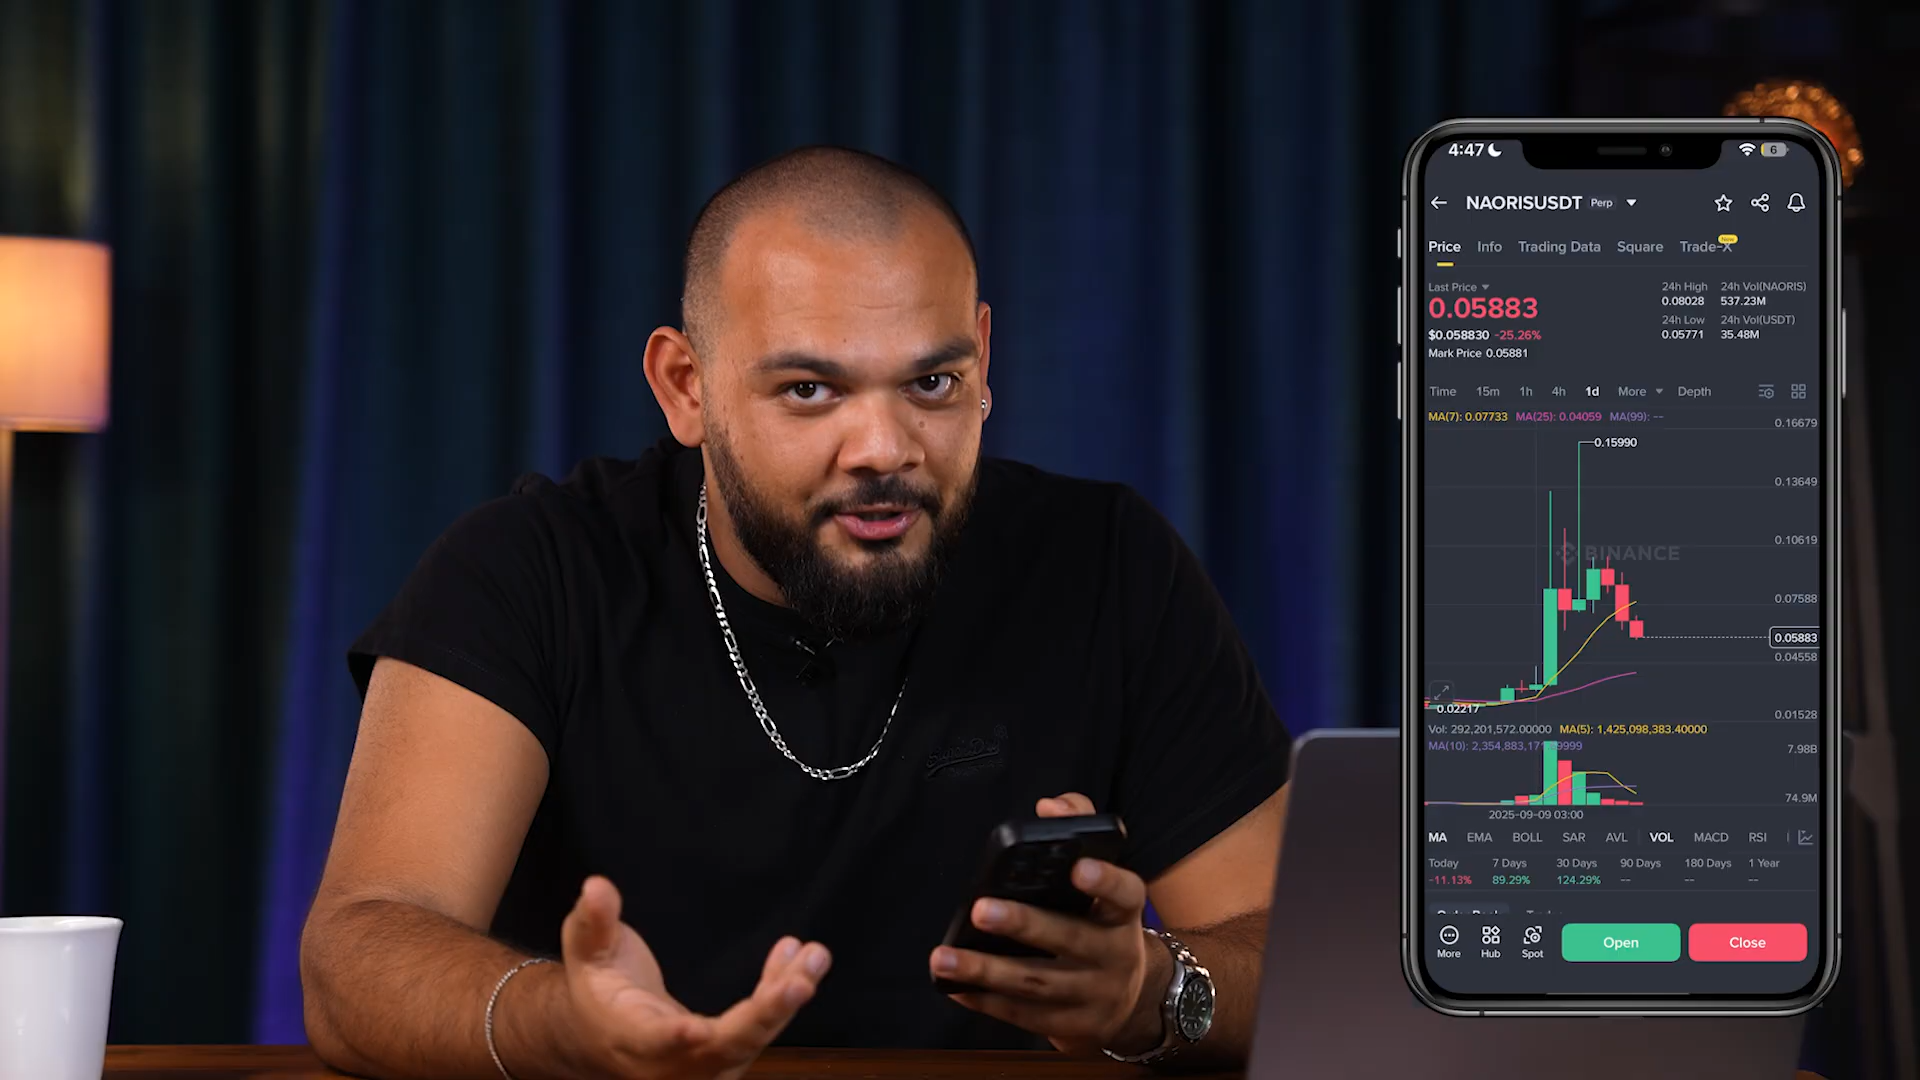 4:47
6
NAORISUSDT Perp
Price Info Trading Data Square Trade-X New
Last Price
0.05883
$0.058830 -25.26%
Mark Price 0.05881
24h High 24h Vol(NAORIS)
0.08028 537.23M
24h Low 24h Vol(USDT)
0.05771 35.48M
Time 15m 1h 4h 1d More Depth
MA(7): 0.07733 MA(25): 0.04059 MA(99): --
0.16679
0.15990
0.13649
0.10619
BINANCE
0.07588
0.05883
0.04558
0.02217
0.01528
Vol: 292,201,572.00000 MA(5): 1,425,098,383.40000
7.98B
74.9M
2025-09-09 03:00
MA EMA BOLL SAR AVL VOL MACD RSI
Today 7 Days 30 Days 90 Days 180 Days 1 Year
-11.13% 89.29% 124.29% -- -- --
More Hub Spot Open Close